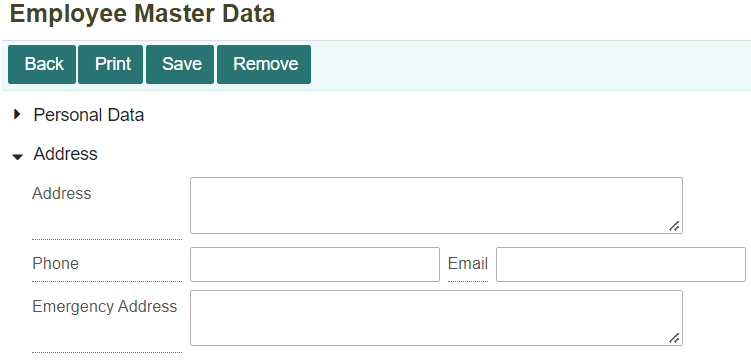 Employee Master Data
Back Print Save Remove
Personal Data
Address
Address
Phone Email
Emergency Address